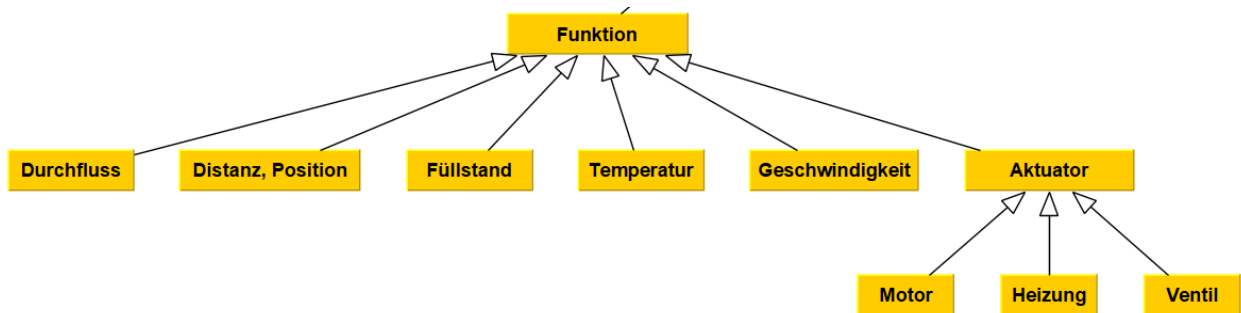 Funktion
Durchfluss
Distanz, Position
Füllstand
Temperatur
Geschwindigkeit
Aktuator
Motor
Heizung
Ventil